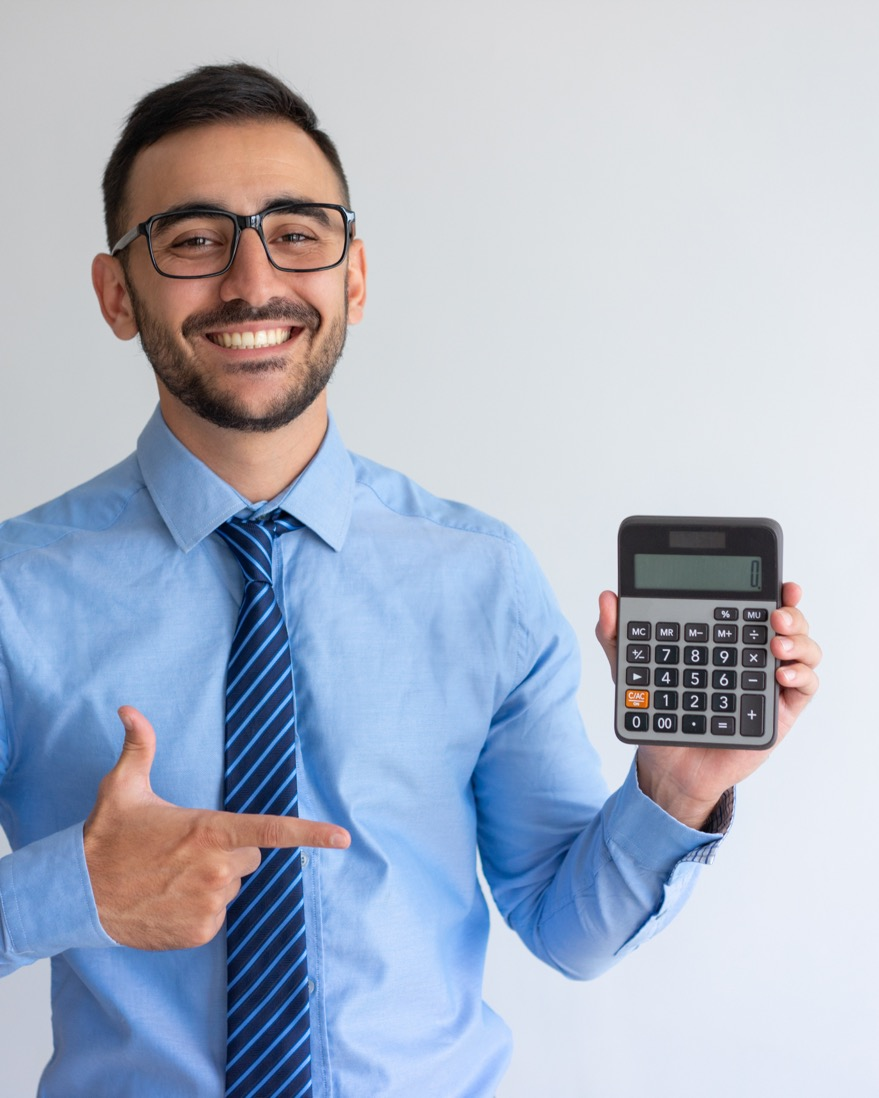 0.
% MU
MC MR M− M+ ÷
+/− 7 8 9 ×
▶ 4 5 6 −
C/AC ON 1 2 3 +
0 00 · =